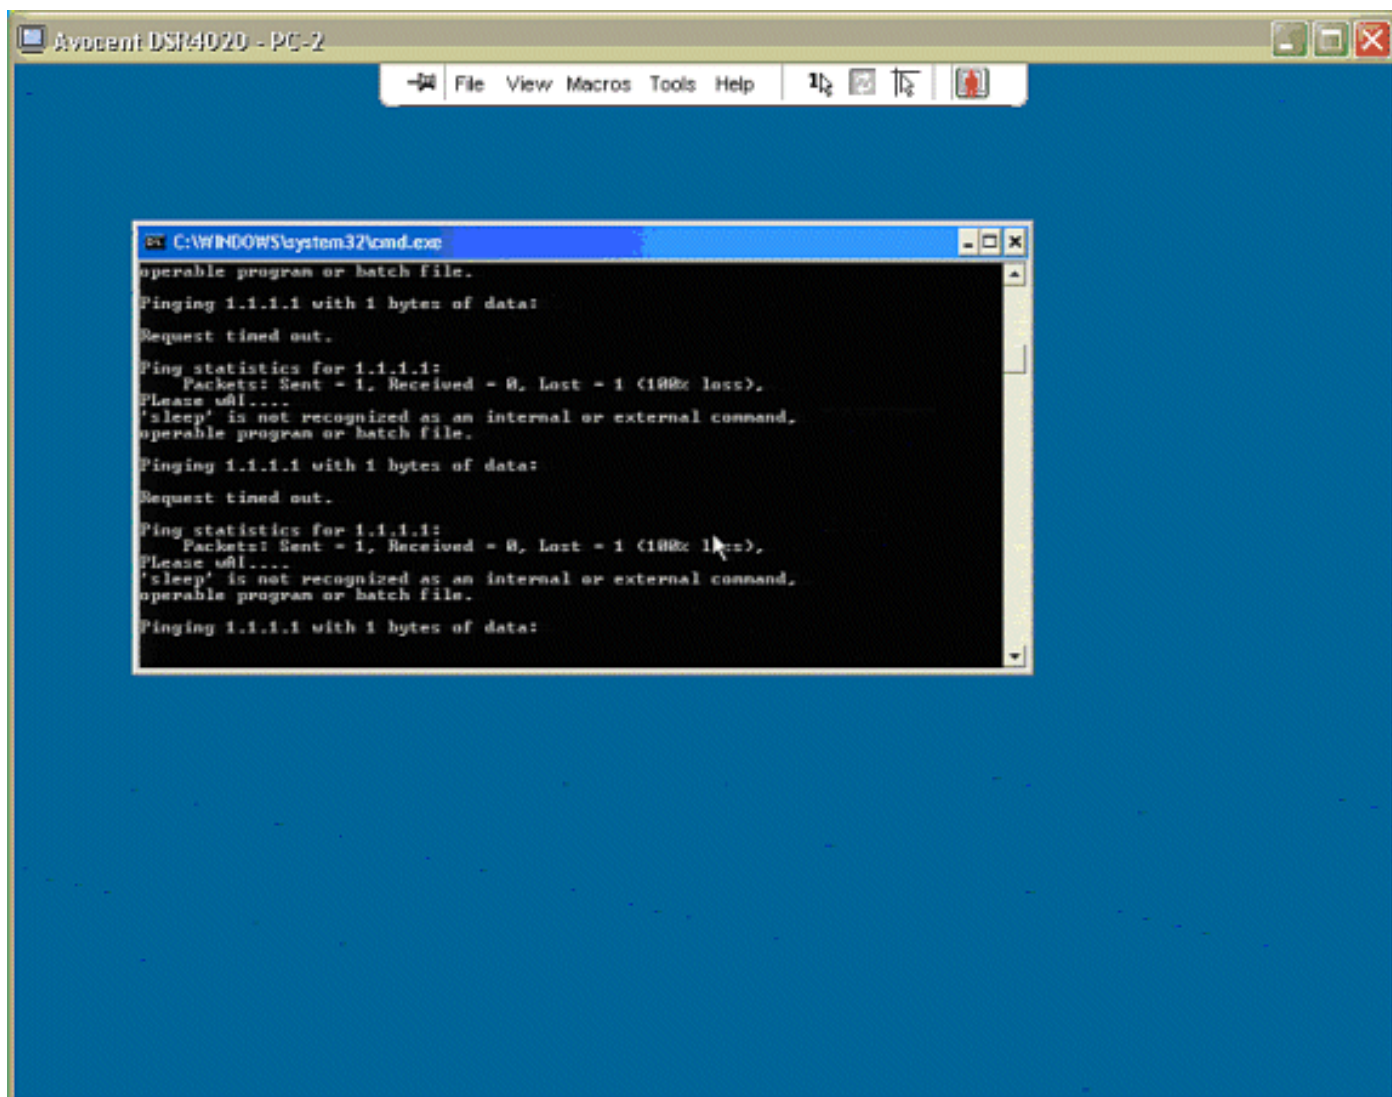 Avocent DSR4020 - PC-2
File View Macros Tools Help
C:\WINDOWS\system32\cmd.exe
operable program or batch file.
Pinging 1.1.1.1 with 1 bytes of data:
Request timed out.
Ping statistics for 1.1.1.1:
Packets: Sent = 1, Received = 0, Lost = 1 (100% loss),
PLease wAI....
'sleep' is not recognized as an internal or external command,
operable program or batch file.
Pinging 1.1.1.1 with 1 bytes of data:
Request timed out.
Ping statistics for 1.1.1.1:
Packets: Sent = 1, Received = 0, Lost = 1 (100% loss),
PLease wAI....
'sleep' is not recognized as an internal or external command,
operable program or batch file.
Pinging 1.1.1.1 with 1 bytes of data: